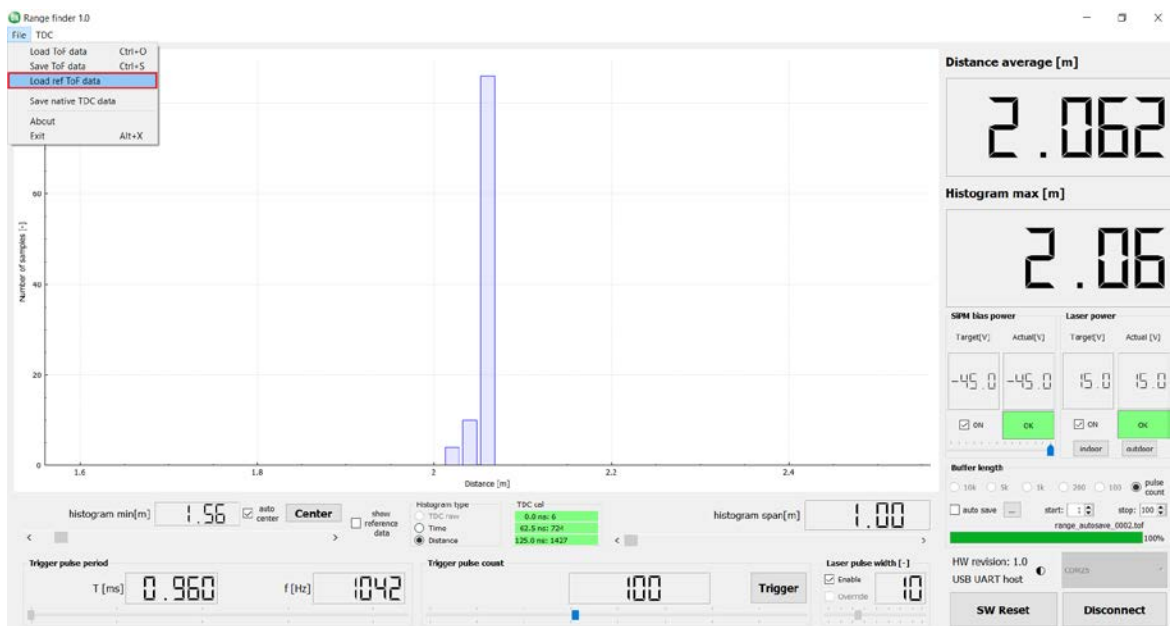 Range finder 1.0
File TDC
Load ToF data Ctrl+O
Save ToF data Ctrl+S
Load ref ToF data
Save native TDC data
About
Exit Alt+X
60
40
20
0
Number of samples [-]
1.6 1.8 2 2.2 2.4
Distance [m]
Distance average [m]
2.062
Histogram max [m]
2.06
SiPM bias power
Target[V] Actual[V]
-45.0 -45.0
ON OK
Laser power
Target[V] Actual [V]
15.0 15.0
ON OK
indoor outdoor
Buffer length
10k 5k 1k 260 100 pulse count
auto save ... start: 1 stop: 100
range_autosave_0002.tof
100%
histogram min[m] 1.56 auto center Center
show reference data
Histogram type
TDC raw
Time
Distance
TDC cal
0.0 ns: 6
62.5 ns: 724
125.0 ns: 1427
histogram span[m] 1.00
Trigger pulse period
T [ms] 0.960 f [Hz] 1042
Trigger pulse count
100 Trigger
Laser pulse width [-]
Enable
Override
10
HW revision: 1.0
USB UART host
COM25
SW Reset Disconnect